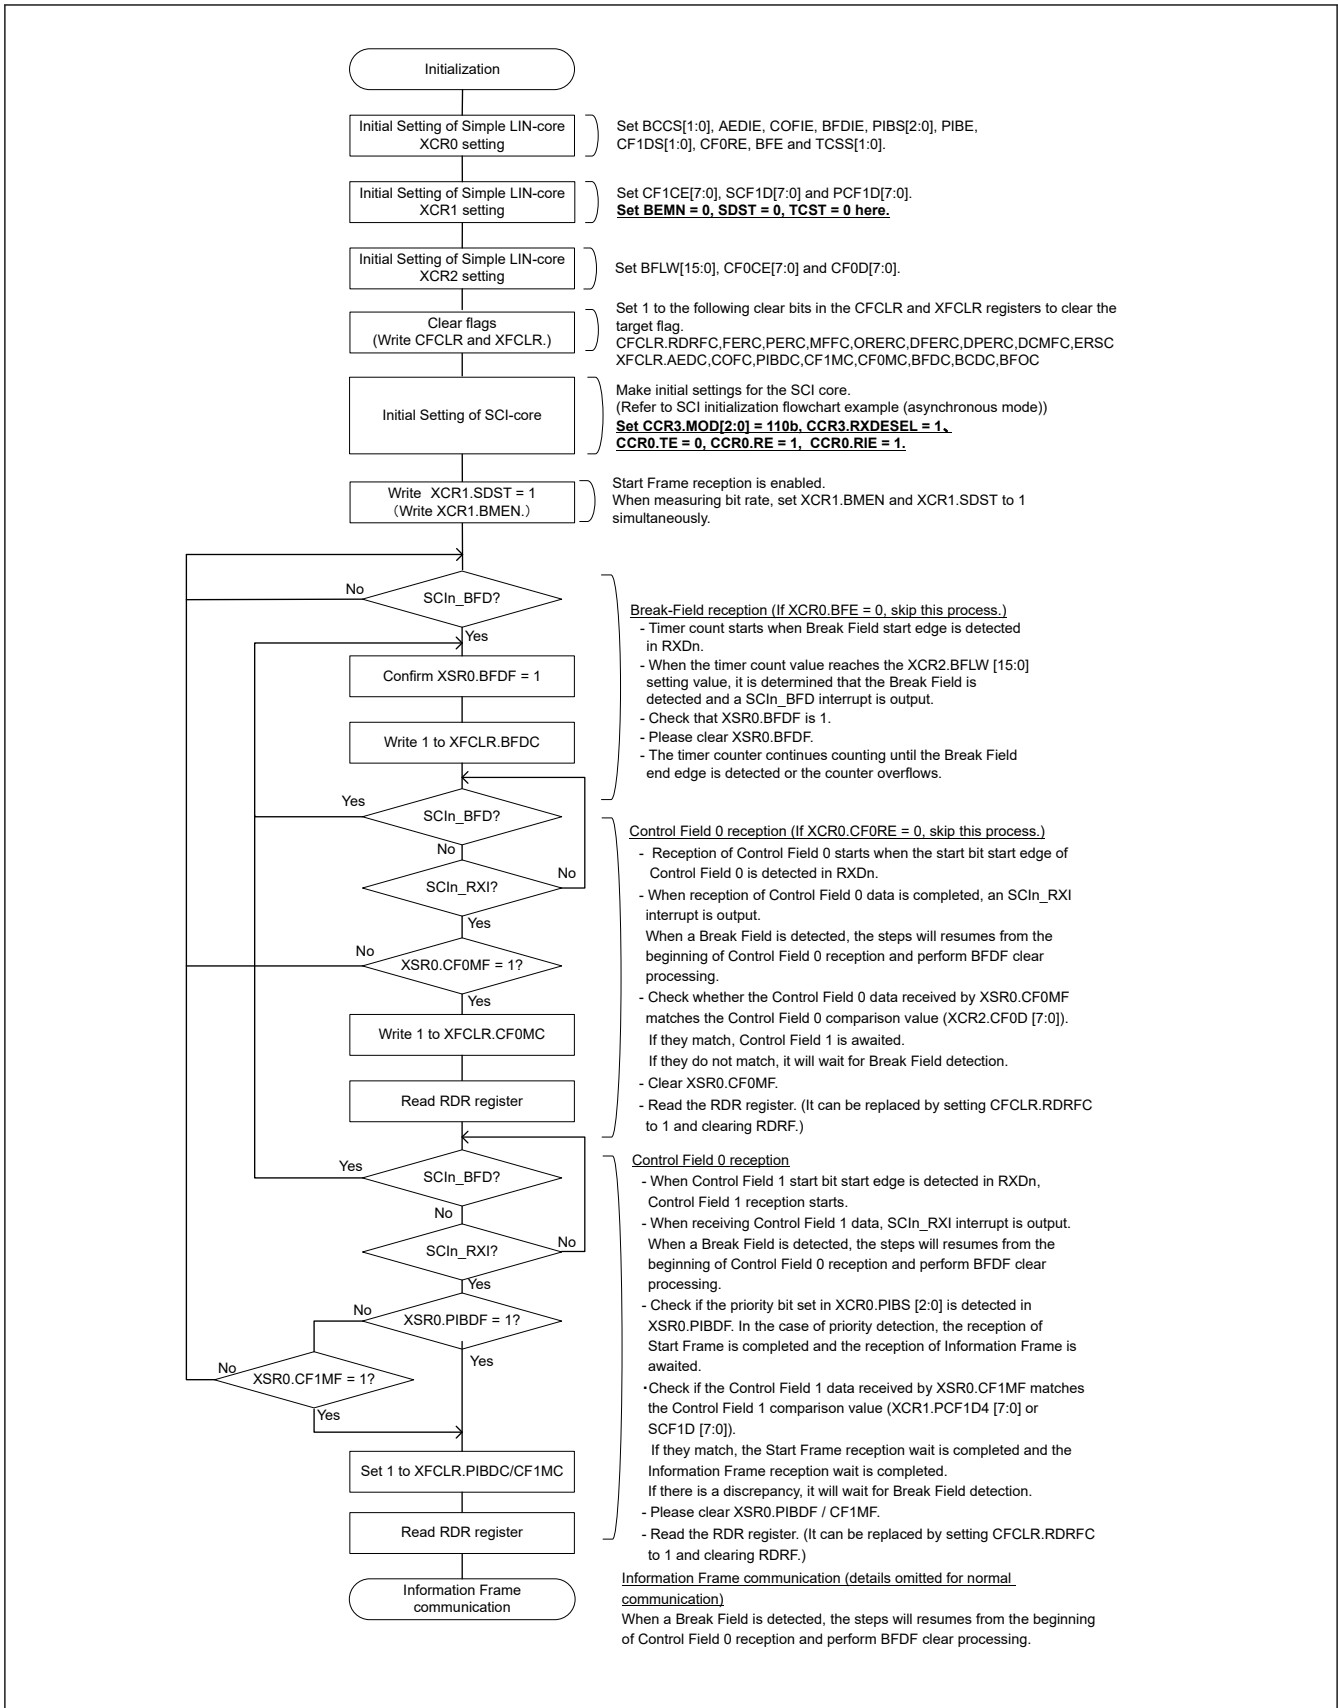 Initialization
Initial Setting of Simple LIN-core
XCR0 setting
Set BCCS[1:0], AEDIE, COFIE, BFDIE, PIBS[2:0], PIBE,
CF1DS[1:0], CF0RE, BFE and TCSS[1:0].
Initial Setting of Simple LIN-core
XCR1 setting
Set CF1CE[7:0], SCF1D[7:0] and PCF1D[7:0].
Set BEMN = 0, SDST = 0, TCST = 0 here.
Initial Setting of Simple LIN-core
XCR2 setting
Set BFLW[15:0], CF0CE[7:0] and CF0D[7:0].
Clear flags
(Write CFCLR and XFCLR.)
Set 1 to the following clear bits in the CFCLR and XFCLR registers to clear the
target flag.
CFCLR.RDRFC,FERC,PERC,MFFC,ORERC,DFERC,DPERC,DCMFC,ERSC
XFCLR.AEDC,COFC,PIBDC,CF1MC,CF0MC,BFDC,BCDC,BFOC
Initial Setting of SCI-core
Make initial settings for the SCI core.
(Refer to SCI initialization flowchart example (asynchronous mode))
Set CCR3.MOD[2:0] = 110b, CCR3.RXDESEL = 1、
CCR0.TE = 0, CCR0.RE = 1, CCR0.RIE = 1.
Write XCR1.SDST = 1
（Write XCR1.BMEN.）
Start Frame reception is enabled.
When measuring bit rate, set XCR1.BMEN and XCR1.SDST to 1
simultaneously.
No
SCIn_BFD?
Yes
Confirm XSR0.BFDF = 1
Write 1 to XFCLR.BFDC
Break-Field reception (If XCR0.BFE = 0, skip this process.)
- Timer count starts when Break Field start edge is detected
in RXDn.
- When the timer count value reaches the XCR2.BFLW [15:0]
setting value, it is determined that the Break Field is
detected and a SCIn_BFD interrupt is output.
- Check that XSR0.BFDF is 1.
- Please clear XSR0.BFDF.
- The timer counter continues counting until the Break Field
end edge is detected or the counter overflows.
Yes
SCIn_BFD?
No
SCIn_RXI?
No
Yes
No
XSR0.CF0MF = 1?
Yes
Write 1 to XFCLR.CF0MC
Read RDR register
Control Field 0 reception (If XCR0.CF0RE = 0, skip this process.)
- Reception of Control Field 0 starts when the start bit start edge of
Control Field 0 is detected in RXDn.
- When reception of Control Field 0 data is completed, an SCIn_RXI
interrupt is output.
When a Break Field is detected, the steps will resumes from the
beginning of Control Field 0 reception and perform BFDF clear
processing.
- Check whether the Control Field 0 data received by XSR0.CF0MF
matches the Control Field 0 comparison value (XCR2.CF0D [7:0]).
If they match, Control Field 1 is awaited.
If they do not match, it will wait for Break Field detection.
- Clear XSR0.CF0MF.
- Read the RDR register. (It can be replaced by setting CFCLR.RDRFC
to 1 and clearing RDRF.)
Yes
SCIn_BFD?
No
SCIn_RXI?
No
Yes
No
XSR0.PIBDF = 1?
Yes
No
XSR0.CF1MF = 1?
Yes
Set 1 to XFCLR.PIBDC/CF1MC
Read RDR register
Control Field 0 reception
- When Control Field 1 start bit start edge is detected in RXDn,
Control Field 1 reception starts.
- When receiving Control Field 1 data, SCIn_RXI interrupt is output.
When a Break Field is detected, the steps will resumes from the
beginning of Control Field 0 reception and perform BFDF clear
processing.
- Check if the priority bit set in XCR0.PIBS [2:0] is detected in
XSR0.PIBDF. In the case of priority detection, the reception of
Start Frame is completed and the reception of Information Frame is
awaited.
・Check if the Control Field 1 data received by XSR0.CF1MF matches
the Control Field 1 comparison value (XCR1.PCF1D4 [7:0] or
SCF1D [7:0]).
If they match, the Start Frame reception wait is completed and the
Information Frame reception wait is completed.
If there is a discrepancy, it will wait for Break Field detection.
- Please clear XSR0.PIBDF / CF1MF.
- Read the RDR register. (It can be replaced by setting CFCLR.RDRFC
to 1 and clearing RDRF.)
Information Frame
communication
Information Frame communication (details omitted for normal
communication)
When a Break Field is detected, the steps will resumes from the beginning
of Control Field 0 reception and perform BFDF clear processing.